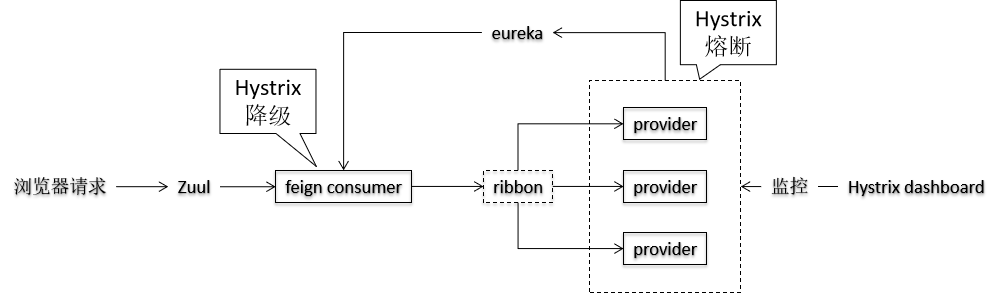 Hystrix
熔断
eureka
Hystrix
降级
provider
浏览器请求
Zuul
feign consumer
ribbon
provider
监控
Hystrix dashboard
provider